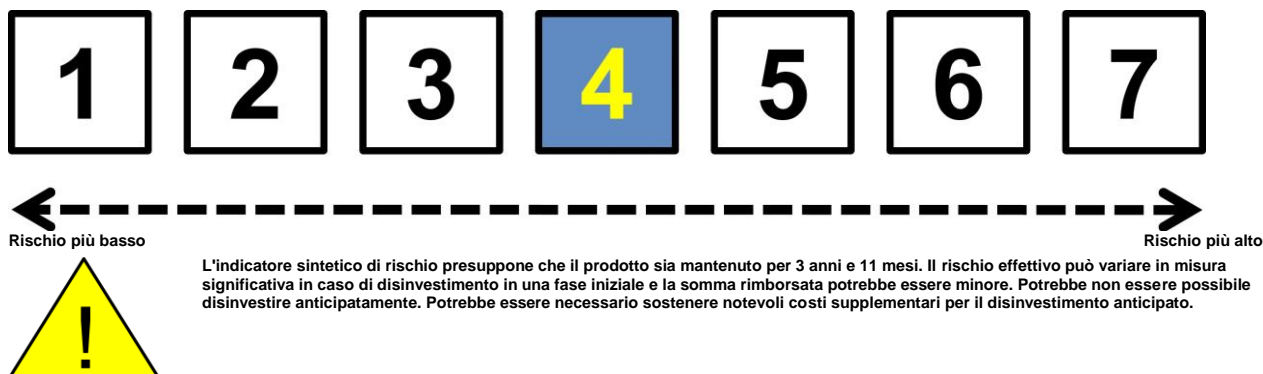 1 2 3 4 5 6 7
Rischio più basso Rischio più alto
L'indicatore sintetico di rischio presuppone che il prodotto sia mantenuto per 3 anni e 11 mesi. Il rischio effettivo può variare in misura
significativa in caso di disinvestimento in una fase iniziale e la somma rimborsata potrebbe essere minore. Potrebbe non essere possibile
disinvestire anticipatamente. Potrebbe essere necessario sostenere notevoli costi supplementari per il disinvestimento anticipato.
!